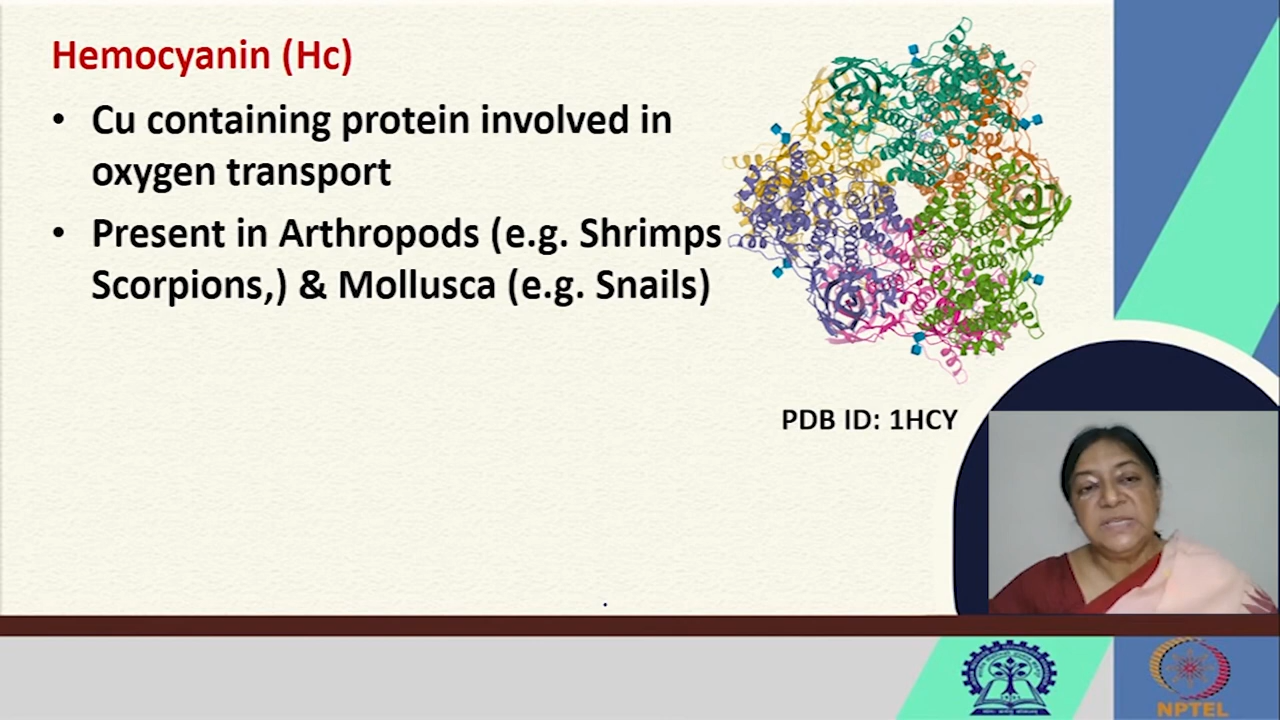 Hemocyanin (Hc)
• Cu containing protein involved in
oxygen transport
• Present in Arthropods (e.g. Shrimps
Scorpions,) & Mollusca (e.g. Snails)
PDB ID: 1HCY
NPTEL